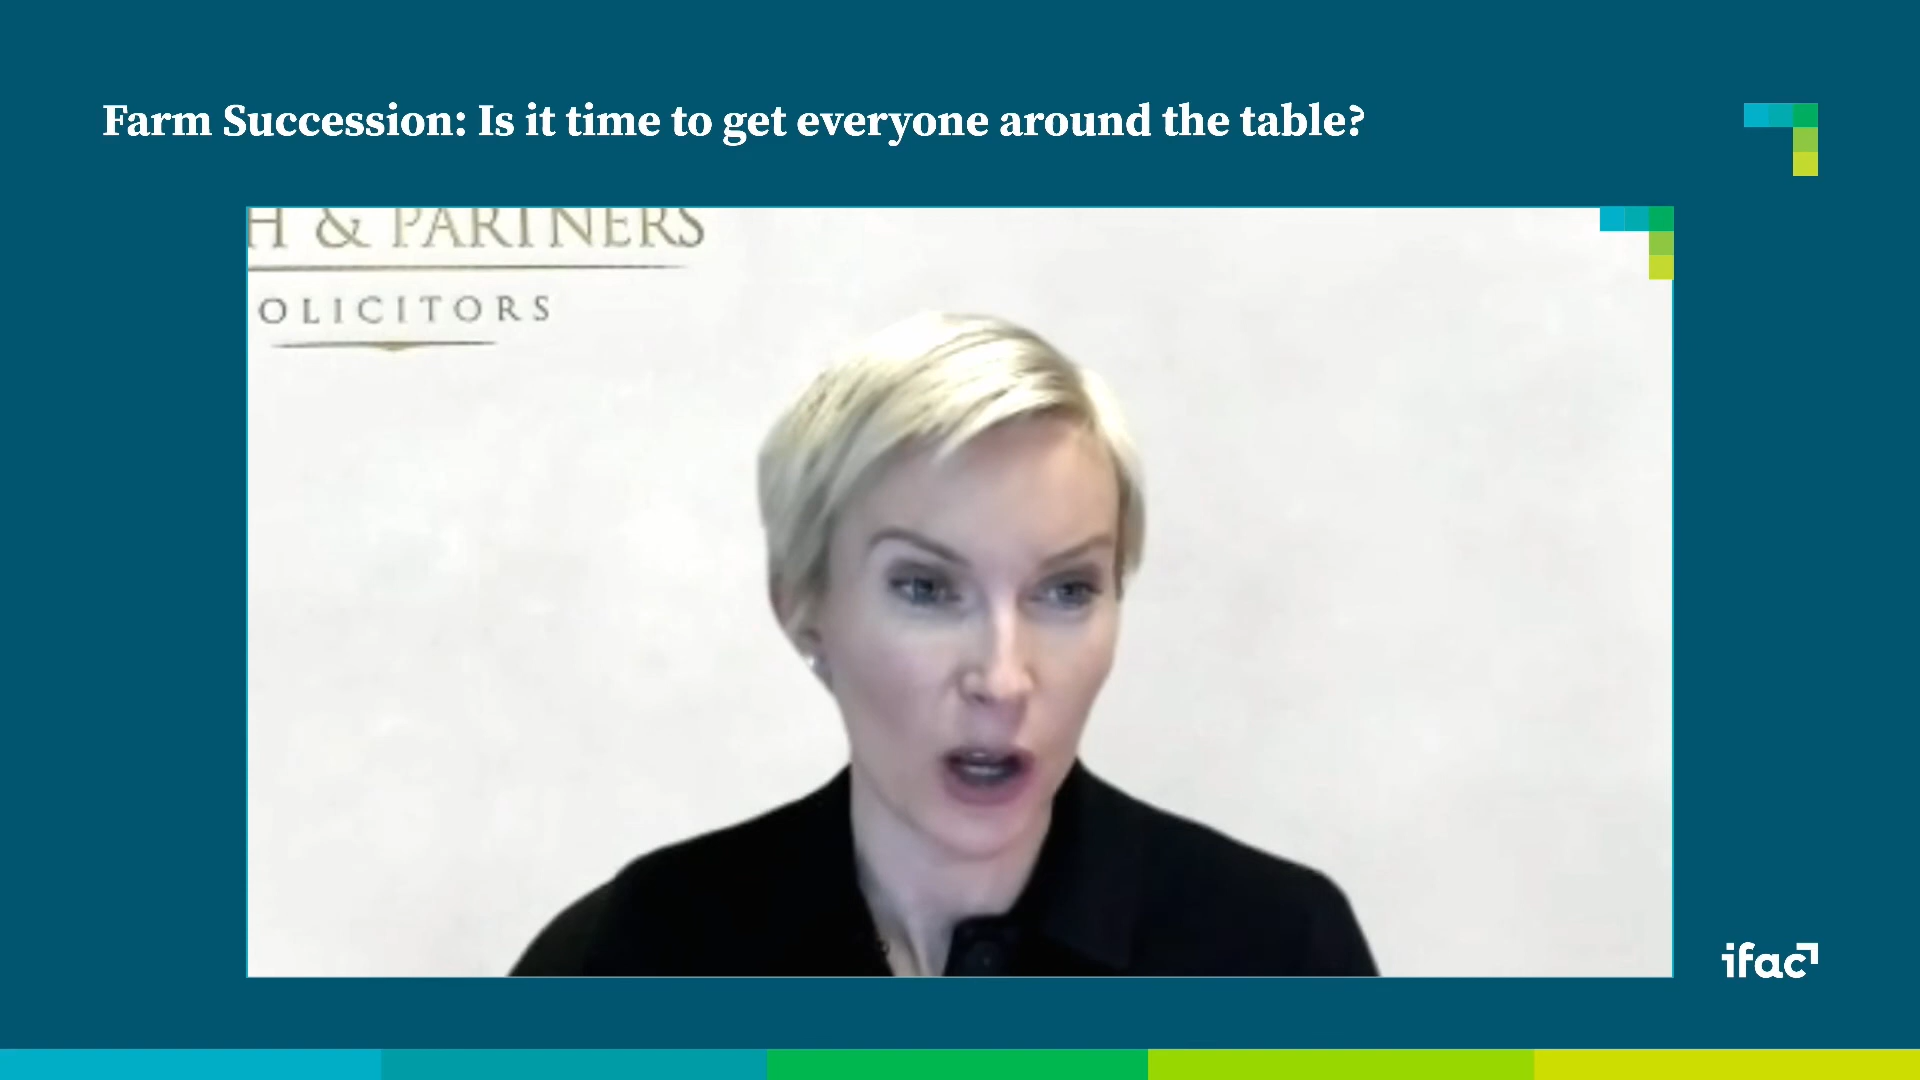 Farm Succession: Is it time to get everyone around the table?
H & PARTNERS
OLICITORS
ifac